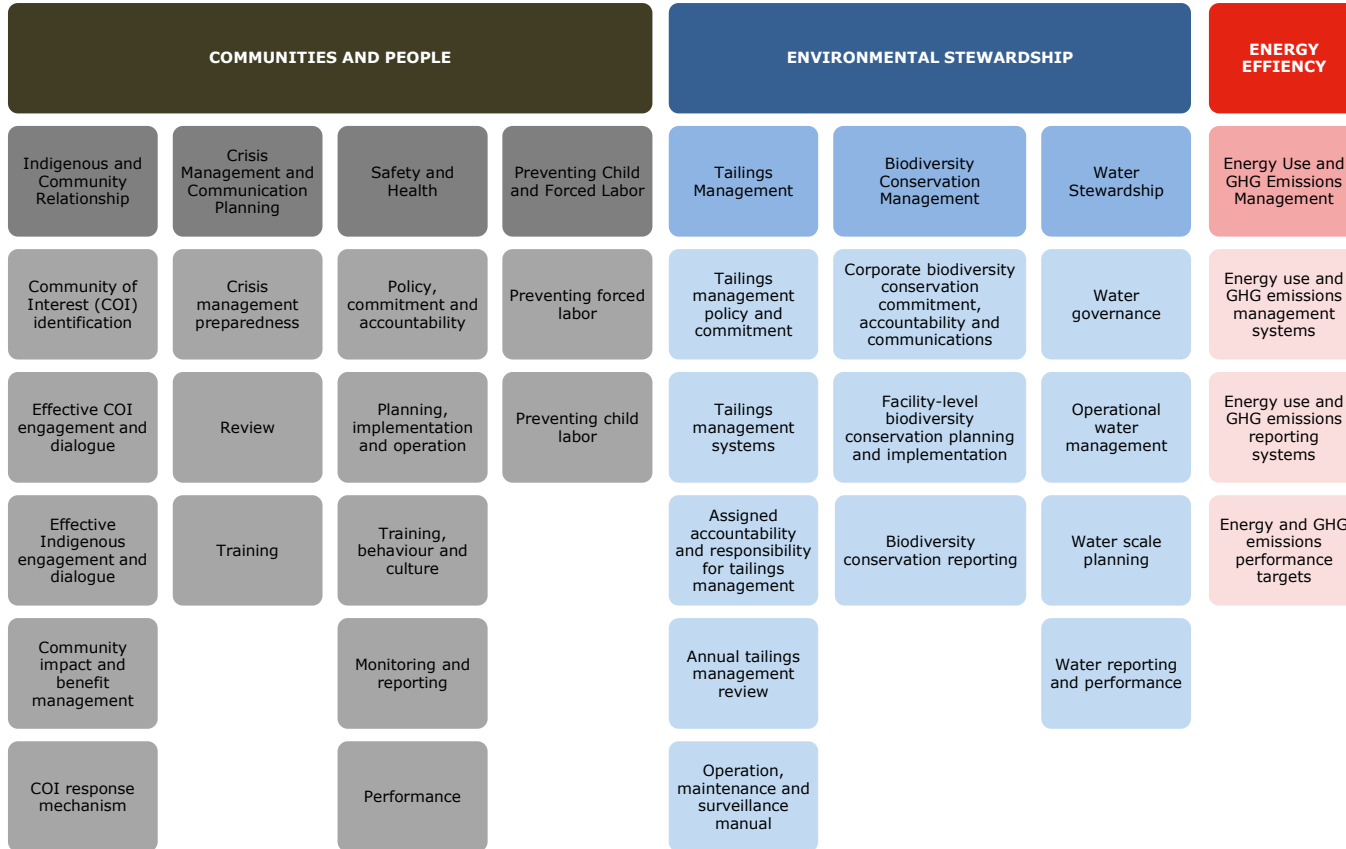 COMMUNITIES AND PEOPLE
ENVIRONMENTAL STEWARDSHIP
ENERGY
EFFIENCY
Indigenous and
Community
Relationship
Crisis
Management and
Communication
Planning
Safety and
Health
Preventing Child
and Forced Labor
Tailings
Management
Biodiversity
Conservation
Management
Water
Stewardship
Energy Use and
GHG Emissions
Management
Community of
Interest (COI)
identification
Crisis
management
preparedness
Policy,
commitment and
accountability
Preventing forced
labor
Tailings
management
policy and
commitment
Corporate biodiversity
conservation
commitment,
accountability and
communications
Water
governance
Energy use and
GHG emissions
management
systems
Effective COI
engagement and
dialogue
Review
Planning,
implementation
and operation
Preventing child
labor
Tailings
management
systems
Facility-level
biodiversity
conservation planning
and implementation
Operational
water
management
Energy use and
GHG emissions
reporting
systems
Effective
Indigenous
engagement and
dialogue
Training
Training,
behaviour and
culture
Assigned
accountability
and responsibility
for tailings
management
Biodiversity
conservation reporting
Water scale
planning
Energy and GHG
emissions
performance
targets
Community
impact and
benefit
management
Monitoring and
reporting
Annual tailings
management
review
Water reporting
and performance
COI response
mechanism
Performance
Operation,
maintenance and
surveillance
manual